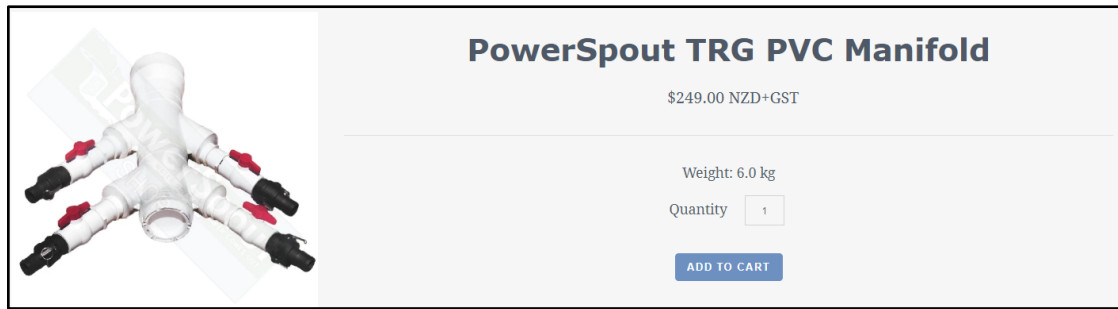 PowerSpout TRG PVC Manifold
$249.00 NZD+GST
Weight: 6.0 kg
Quantity 1
ADD TO CART